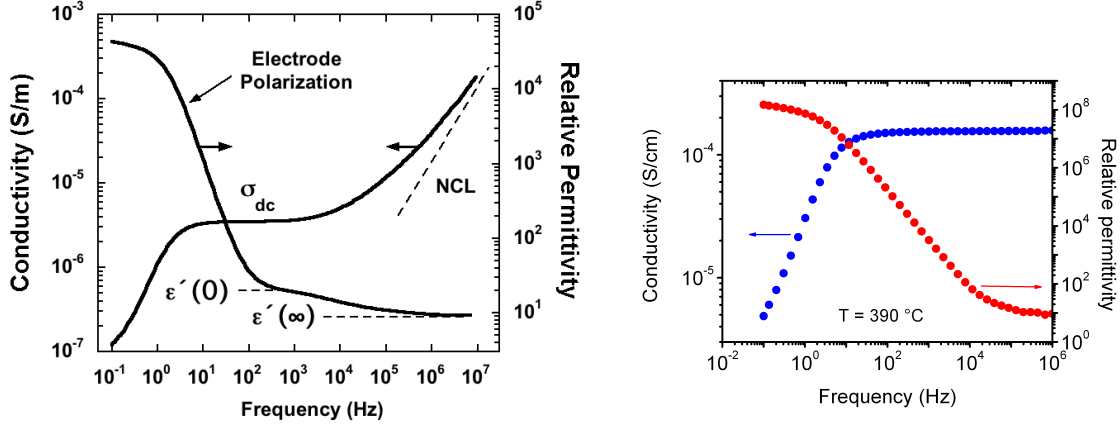 10⁻³
10⁻⁴
10⁻⁵
10⁻⁶
10⁻⁷
Conductivity (S/m)
10⁵
10⁴
10³
10²
10¹
Relative Permittivity
Electrode
Polarization
NCL
σdc
ε´(0)
ε´(∞)
10⁻¹ 10⁰ 10¹ 10² 10³ 10⁴ 10⁵ 10⁶ 10⁷
Frequency (Hz)
10⁻⁴
10⁻⁵
Conductivity (S/cm)
10⁸
10⁶
10⁴
10²
10⁰
Relative permittivity
T = 390 °C
10⁻² 10⁰ 10² 10⁴ 10⁶
Frequency (Hz)